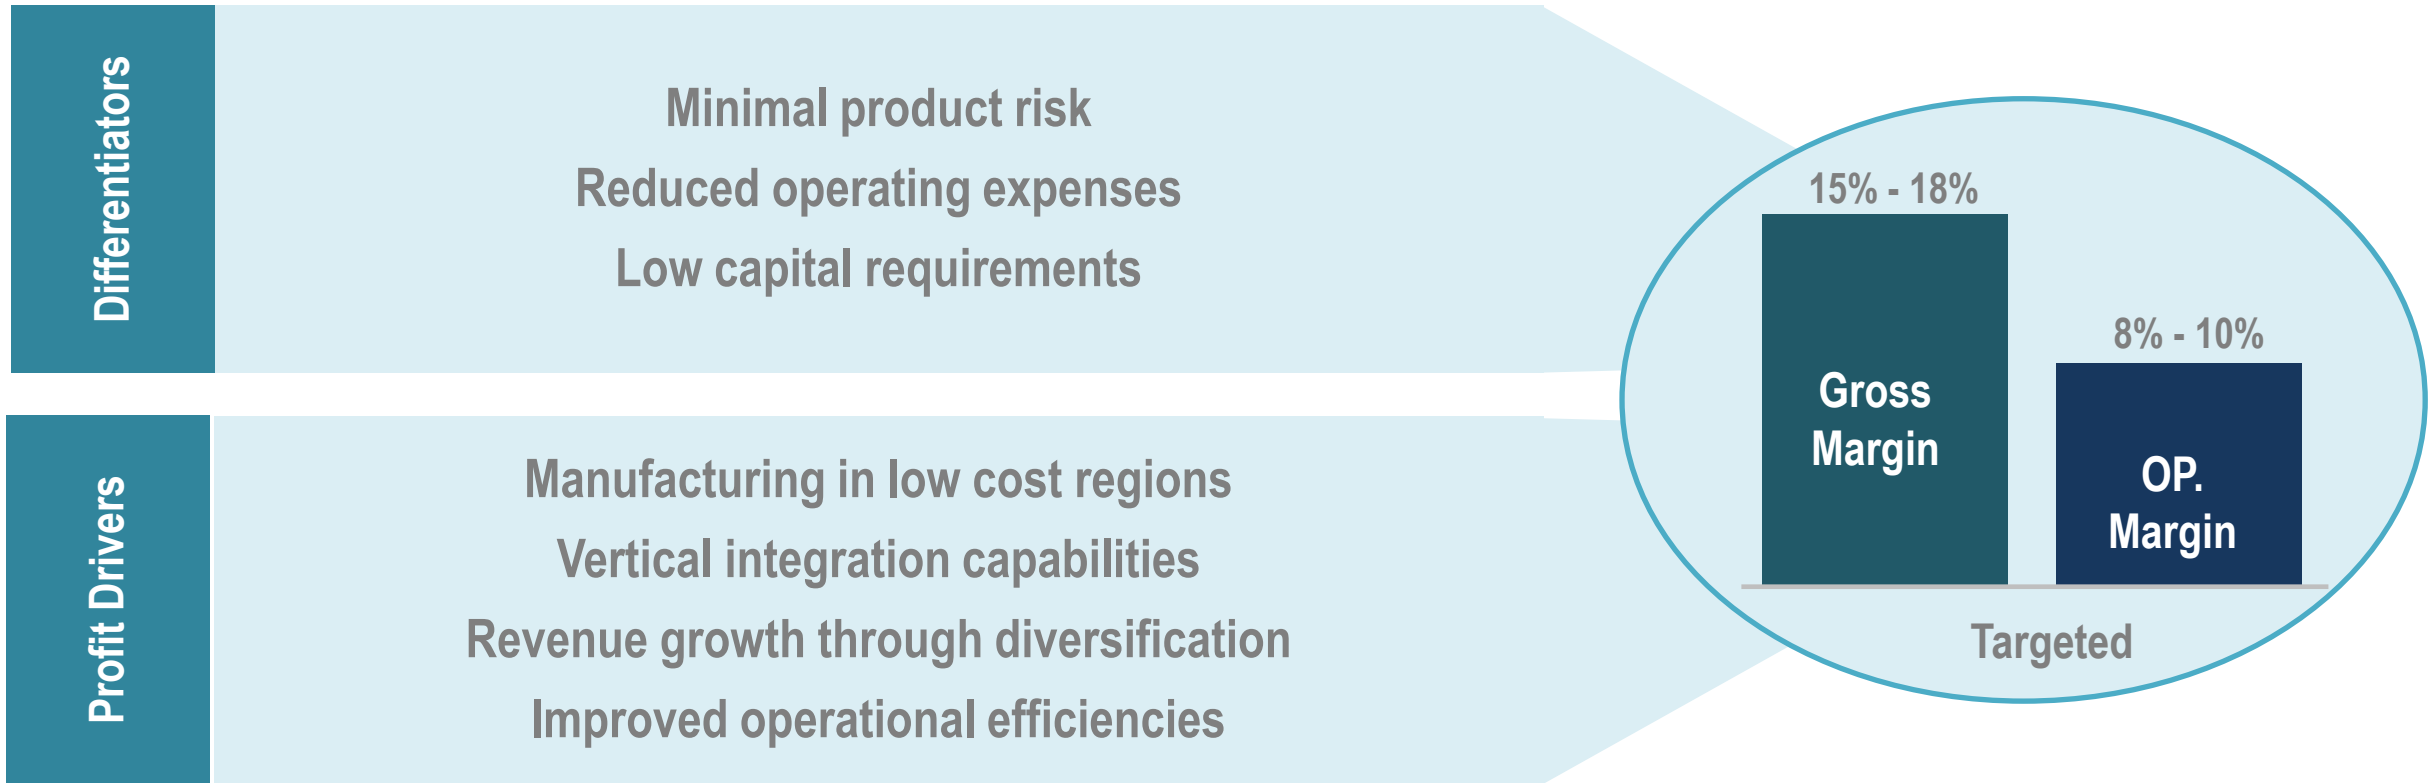 Differentiators
Minimal product risk
Reduced operating expenses
Low capital requirements
Profit Drivers
Manufacturing in low cost regions
Vertical integration capabilities
Revenue growth through diversification
Improved operational efficiencies
15% - 18%
Gross
Margin
8% - 10%
OP.
Margin
Targeted